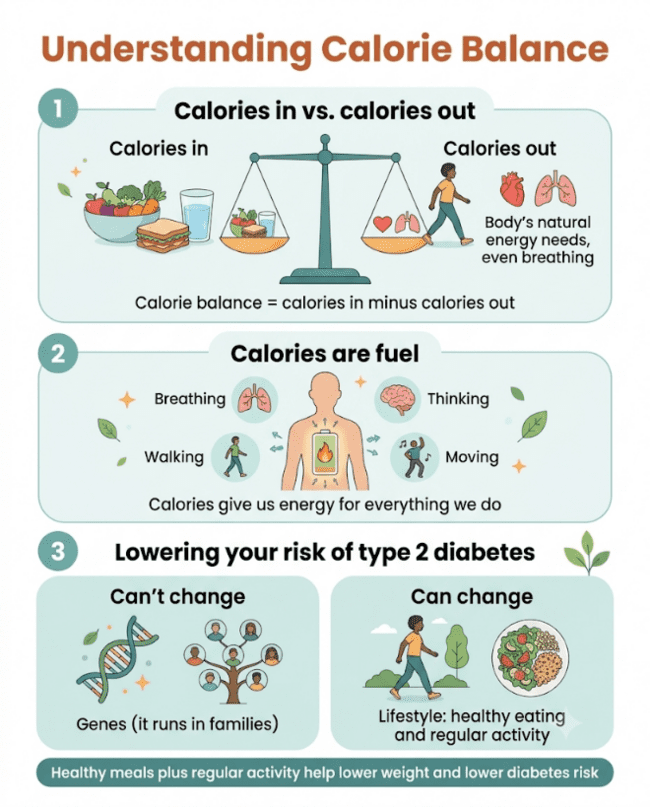 Understanding Calorie Balance
1
Calories in vs. calories out
Calories in
Calories out
Body's natural
energy needs,
even breathing
Calorie balance = calories in minus calories out
2
Calories are fuel
Breathing
Thinking
Walking
Moving
Calories give us energy for everything we do
3
Lowering your risk of type 2 diabetes
Can't change
Genes (it runs in families)
Can change
Lifestyle: healthy eating
and regular activity
Healthy meals plus regular activity help lower weight and lower diabetes risk